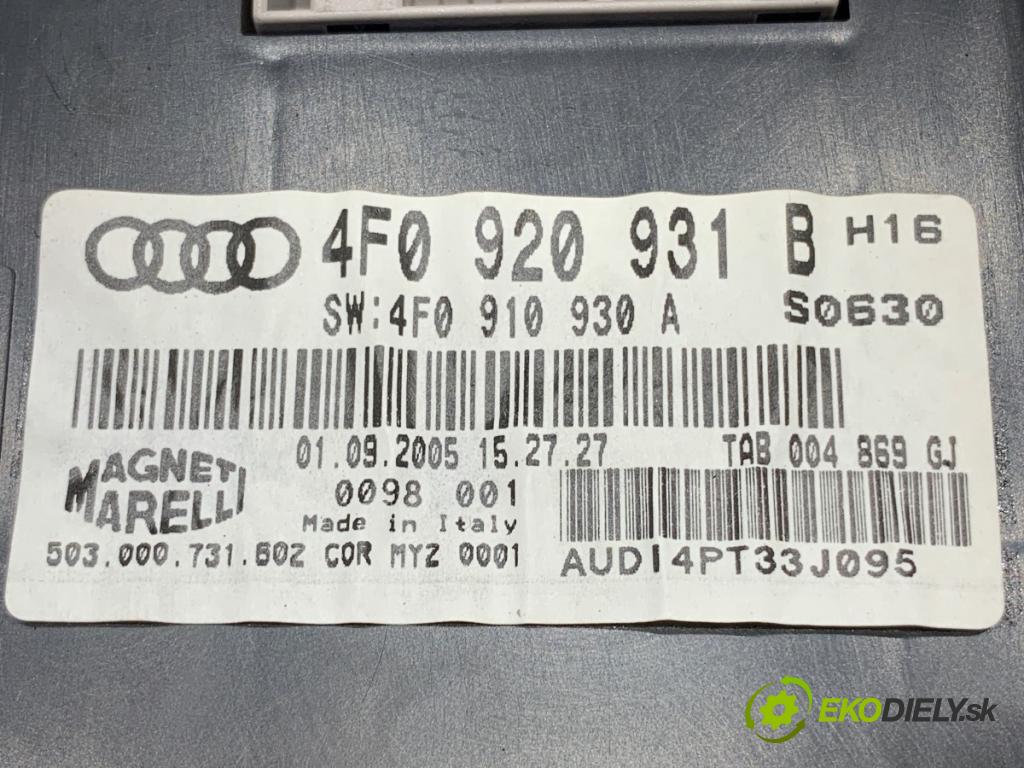 4F0 920 931 B H16
SW:4F0 910 930 A S0630
01.09.2005 15.27.27 TAB 004 869 GJ
MAGNETI
MARELLI
0098 001
Made in Italy
503.000.731.602 COR MYZ 0001
AUDI4PT33J095
EKODIELY.sk